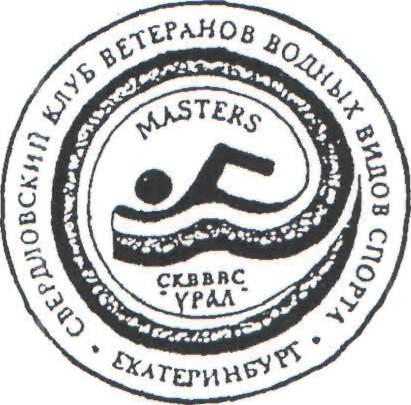 СВЕРДЛОВСКИЙ КЛУБ ВЕТЕРАНОВ ВОДНЫХ ВИДОВ СПОРТА
• ЕКАТЕРИНБУРГ •
MASTERS
СКВВВС
"УРАЛ"